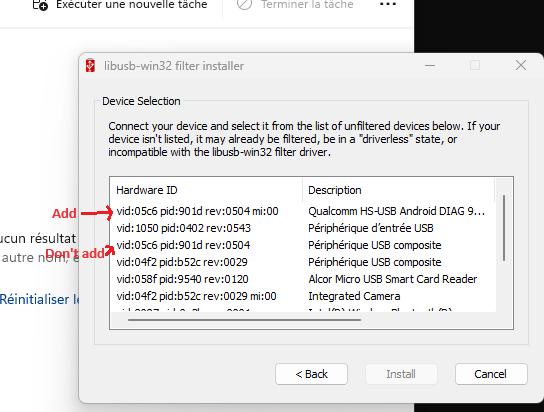 Exécuter une nouvelle tâche
Terminer la tâche
libusb-win32 filter installer
Device Selection
Connect your device and select it from the list of unfiltered devices below. If your
device isn't listed, it may already be filtered, be in a "driverless" state, or
incompatible with the libusb-win32 filter driver.
Hardware ID Description
Add
vid:05c6 pid:901d rev:0504 mi:00 Qualcomm HS-USB Android DIAG 9...
vid:1050 pid:0402 rev:0543 Périphérique d'entrée USB
ucun résultat
Don't add
vid:05c6 pid:901d rev:0504 Périphérique USB composite
autre nom,
vid:04f2 pid:b52c rev:0029 Périphérique USB composite
vid:058f pid:9540 rev:0120 Alcor Micro USB Smart Card Reader
Réinitialiser le
vid:04f2 pid:b52c rev:0029 mi:00 Integrated Camera
< Back
Install
Cancel